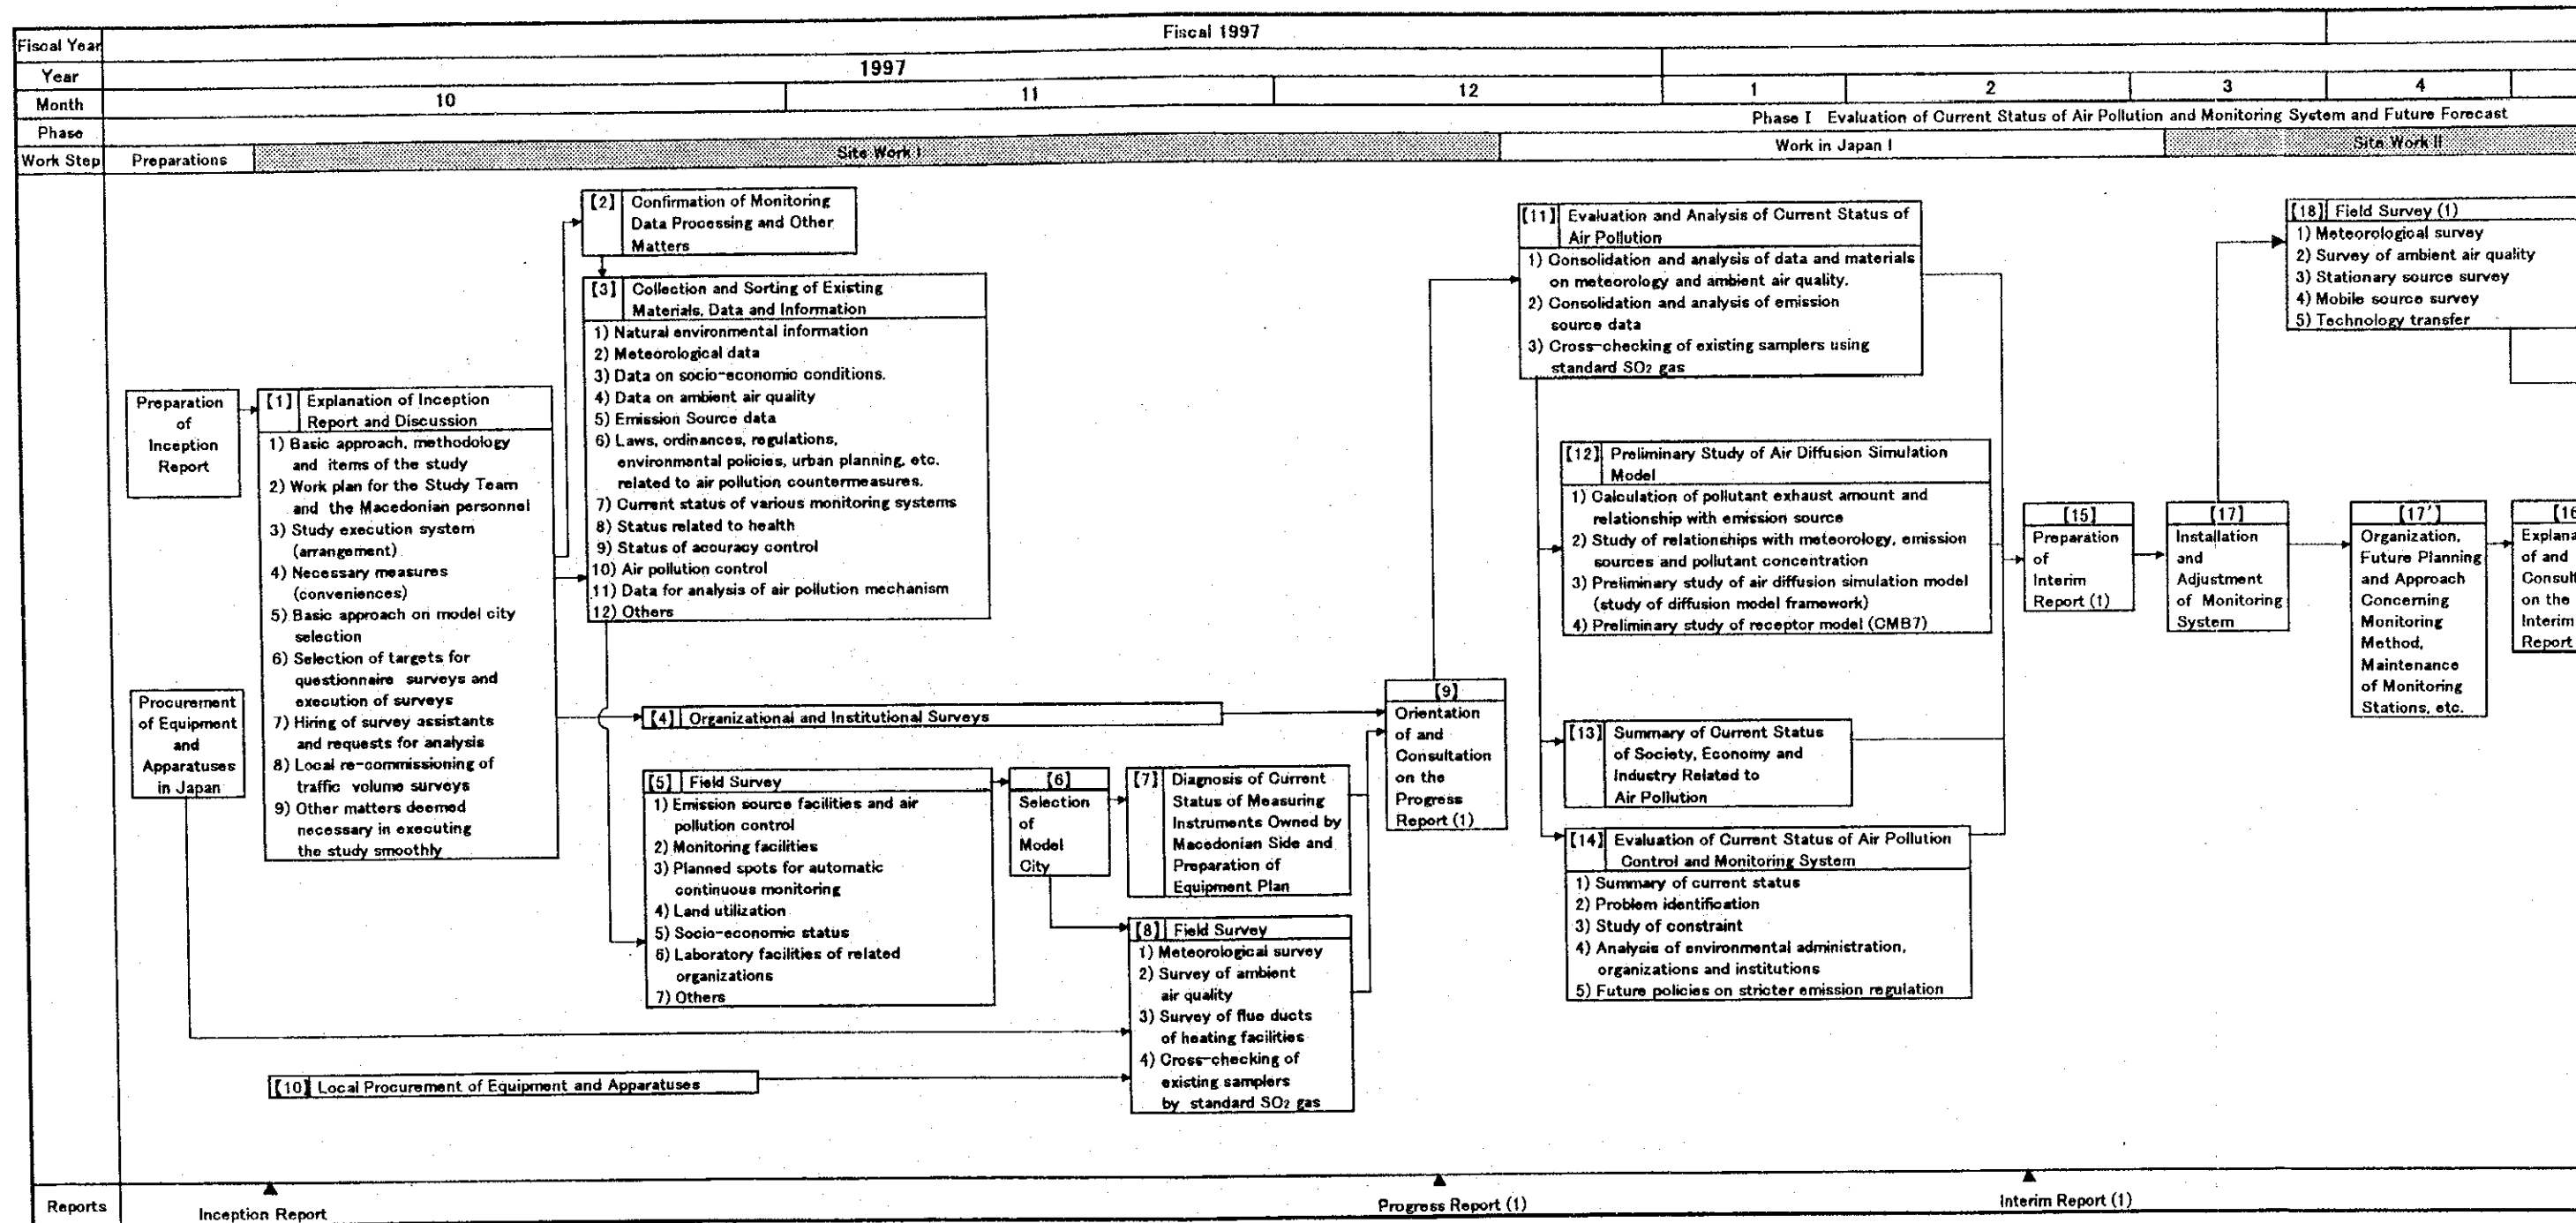 Fiscal Year
Fiscal 1997
Year
1997
Month
10
11
12
1
2
3
4
Phase
Phase I Evaluation of Current Status of Air Pollution and Monitoring System and Future Forecast
Work Step
Preparations
Site Work I
Work in Japan I
Site Work II
Preparation
of
Inception
Report
Procurement
of Equipment
and
Apparatuses
in Japan
【1】 Explanation of Inception
Report and Discussion
1) Basic approach, methodology
and items of the study
2) Work plan for the Study Team
and the Macedonian personnel
3) Study execution system
(arrangement)
4) Necessary measures
(conveniences)
5) Basic approach on model city
selection
6) Selection of targets for
questionnaire surveys and
execution of surveys
7) Hiring of survey assistants
and requests for analysis
8) Local re-commissioning of
traffic volume surveys
9) Other matters deemed
necessary in executing
the study smoothly
【2】 Confirmation of Monitoring
Data Processing and Other
Matters
【3】 Collection and Sorting of Existing
Materials, Data and Information
1) Natural environmental information
2) Meteorological data
3) Data on socio-economic conditions.
4) Data on ambient air quality
5) Emission Source data
6) Laws, ordinances, regulations,
environmental policies, urban planning, etc.
related to air pollution countermeasures.
7) Current status of various monitoring systems
8) Status related to health
9) Status of accuracy control
10) Air pollution control
11) Data for analysis of air pollution mechanism
12) Others
【4】 Organizational and Institutional Surveys
【5】 Field Survey
1) Emission source facilities and air
pollution control
2) Monitoring facilities
3) Planned spots for automatic
continuous monitoring
4) Land utilization
5) Socio-economic status
6) Laboratory facilities of related
organizations
7) Others
【6】
Selection
of
Model
City
【7】 Diagnosis of Current
Status of Measuring
Instruments Owned by
Macedonian Side and
Preparation of
Equipment Plan
【8】 Field Survey
1) Meteorological survey
2) Survey of ambient
air quality
3) Survey of flue ducts
of heating facilities
4) Cross-checking of
existing samplers
by standard SO2 gas
【10】 Local Procurement of Equipment and Apparatuses
【9】
Orientation
of and
Consultation
on the
Progress
Report (1)
【11】 Evaluation and Analysis of Current Status of
Air Pollution
1) Consolidation and analysis of data and materials
on meteorology and ambient air quality.
2) Consolidation and analysis of emission
source data
3) Cross-checking of existing samplers using
standard SO2 gas
【12】 Preliminary Study of Air Diffusion Simulation
Model
1) Calculation of pollutant exhaust amount and
relationship with emission source
2) Study of relationships with meteorology, emission
sources and pollutant concentration
3) Preliminary study of air diffusion simulation model
(study of diffusion model framework)
4) Preliminary study of receptor model (CMB7)
【13】 Summary of Current Status
of Society, Economy and
Industry Related to
Air Pollution
【14】 Evaluation of Current Status of Air Pollution
Control and Monitoring System
1) Summary of current status
2) Problem identification
3) Study of constraint
4) Analysis of environmental administration,
organizations and institutions
5) Future policies on stricter emission regulation
【15】
Preparation
of
Interim
Report (1)
【17】
Installation
and
Adjustment
of Monitoring
System
【18】 Field Survey (1)
1) Meteorological survey
2) Survey of ambient air quality
3) Stationary source survey
4) Mobile source survey
5) Technology transfer
【17'】
Organization,
Future Planning
and Approach
Concerning
Monitoring
Method,
Maintenance
of Monitoring
Stations, etc.
【16
Explana
of and
Consult
on the
Interim
Report
Reports
Inception Report
Progress Report (1)
Interim Report (1)